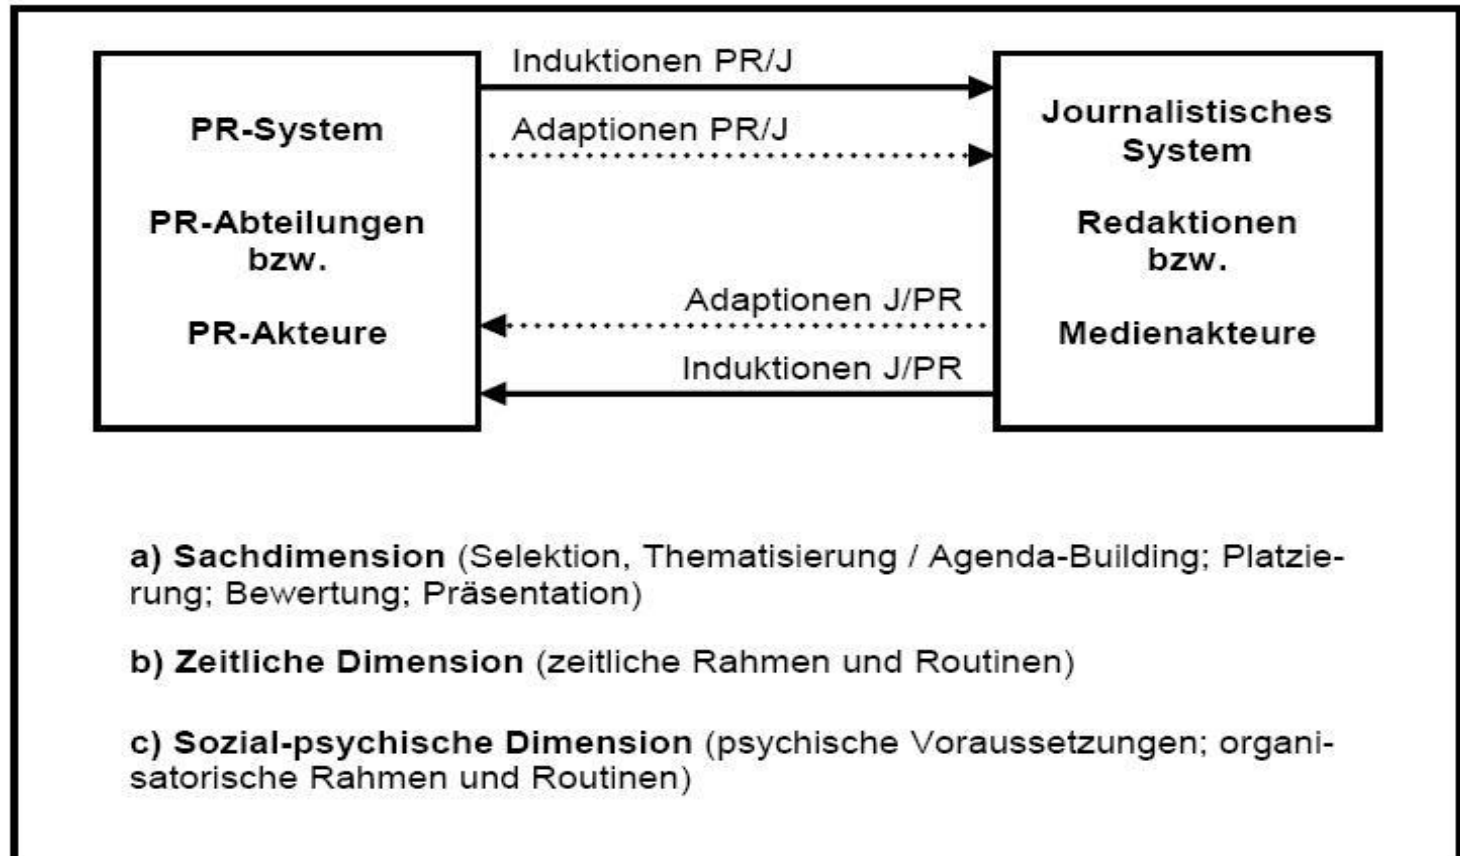 Induktionen PR/J
Adaptionen PR/J
PR-System
PR-Abteilungen
bzw.
PR-Akteure
Journalistisches
System
Redaktionen
bzw.
Medienakteure
Adaptionen J/PR
Induktionen J/PR
a) Sachdimension (Selektion, Thematisierung / Agenda-Building; Platzie-
rung; Bewertung; Präsentation)
b) Zeitliche Dimension (zeitliche Rahmen und Routinen)
c) Sozial-psychische Dimension (psychische Voraussetzungen; organi-
satorische Rahmen und Routinen)